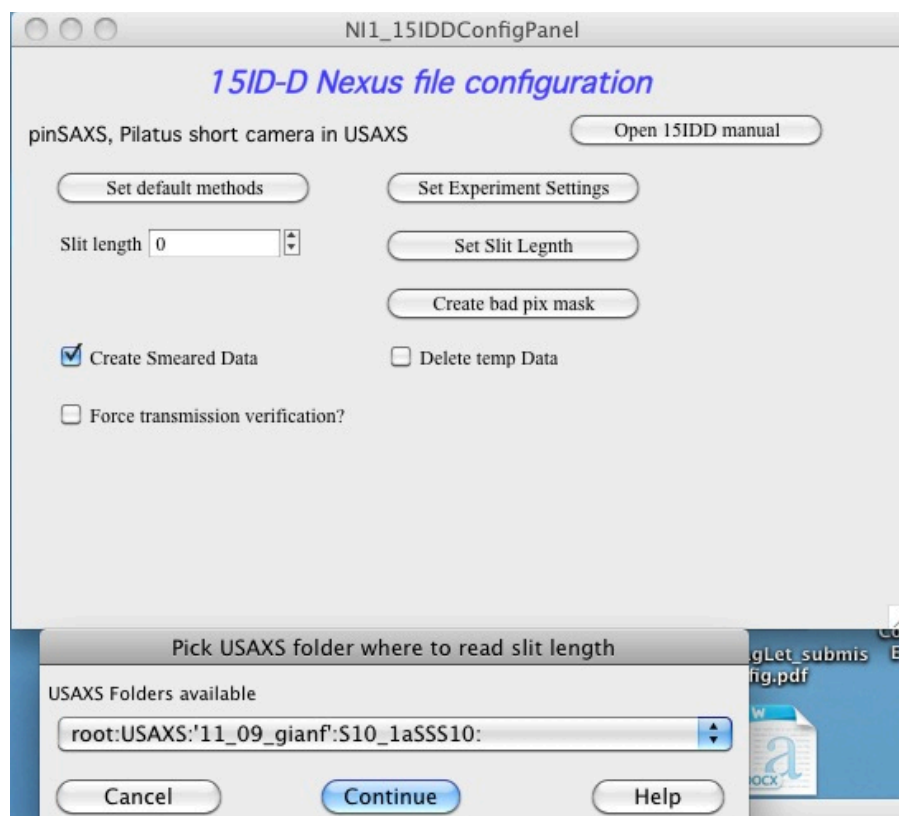 NI1_15IDDConfigPanel
15ID-D Nexus file configuration
pinSAXS, Pilatus short camera in USAXS
Open 15IDD manual
Set default methods
Set Experiment Settings
Slit length 0
Set Slit Legnth
Create bad pix mask
Create Smeared Data
Delete temp Data
Force transmission verification?
Pick USAXS folder where to read slit length
USAXS Folders available
root:USAXS:'11_09_gianf':S10_1aSSS10:
Cancel Continue Help
gLet_submis
fig.pdf
W
a
DOCX